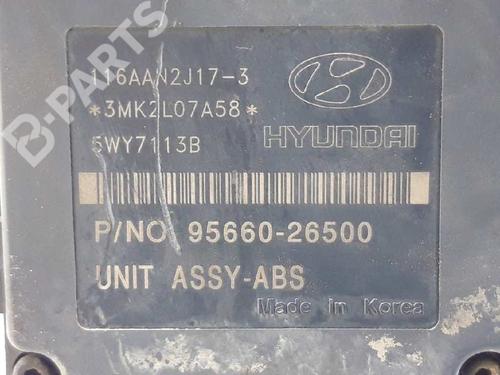 B-PARTS
116AAN2J17-3
*3MK2L07A58*
5WY7113B
HYUNDAI
P/NO 95660-26500
UNIT ASSY-ABS
Made in Korea